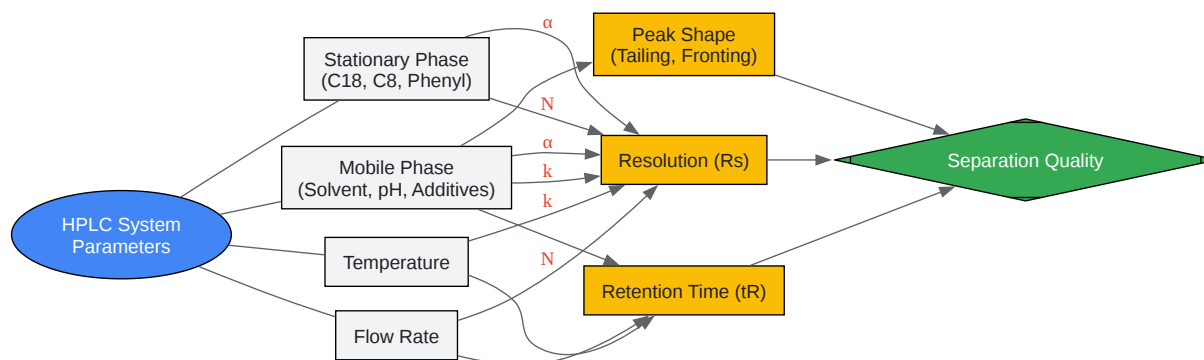 α
Peak Shape
(Tailing, Fronting)
Stationary Phase
(C18, C8, Phenyl)
N
α
Mobile Phase
(Solvent, pH, Additives)
k
Resolution (Rs)
Separation Quality
k
HPLC System
Parameters
Temperature
N
Retention Time (tR)
Flow Rate